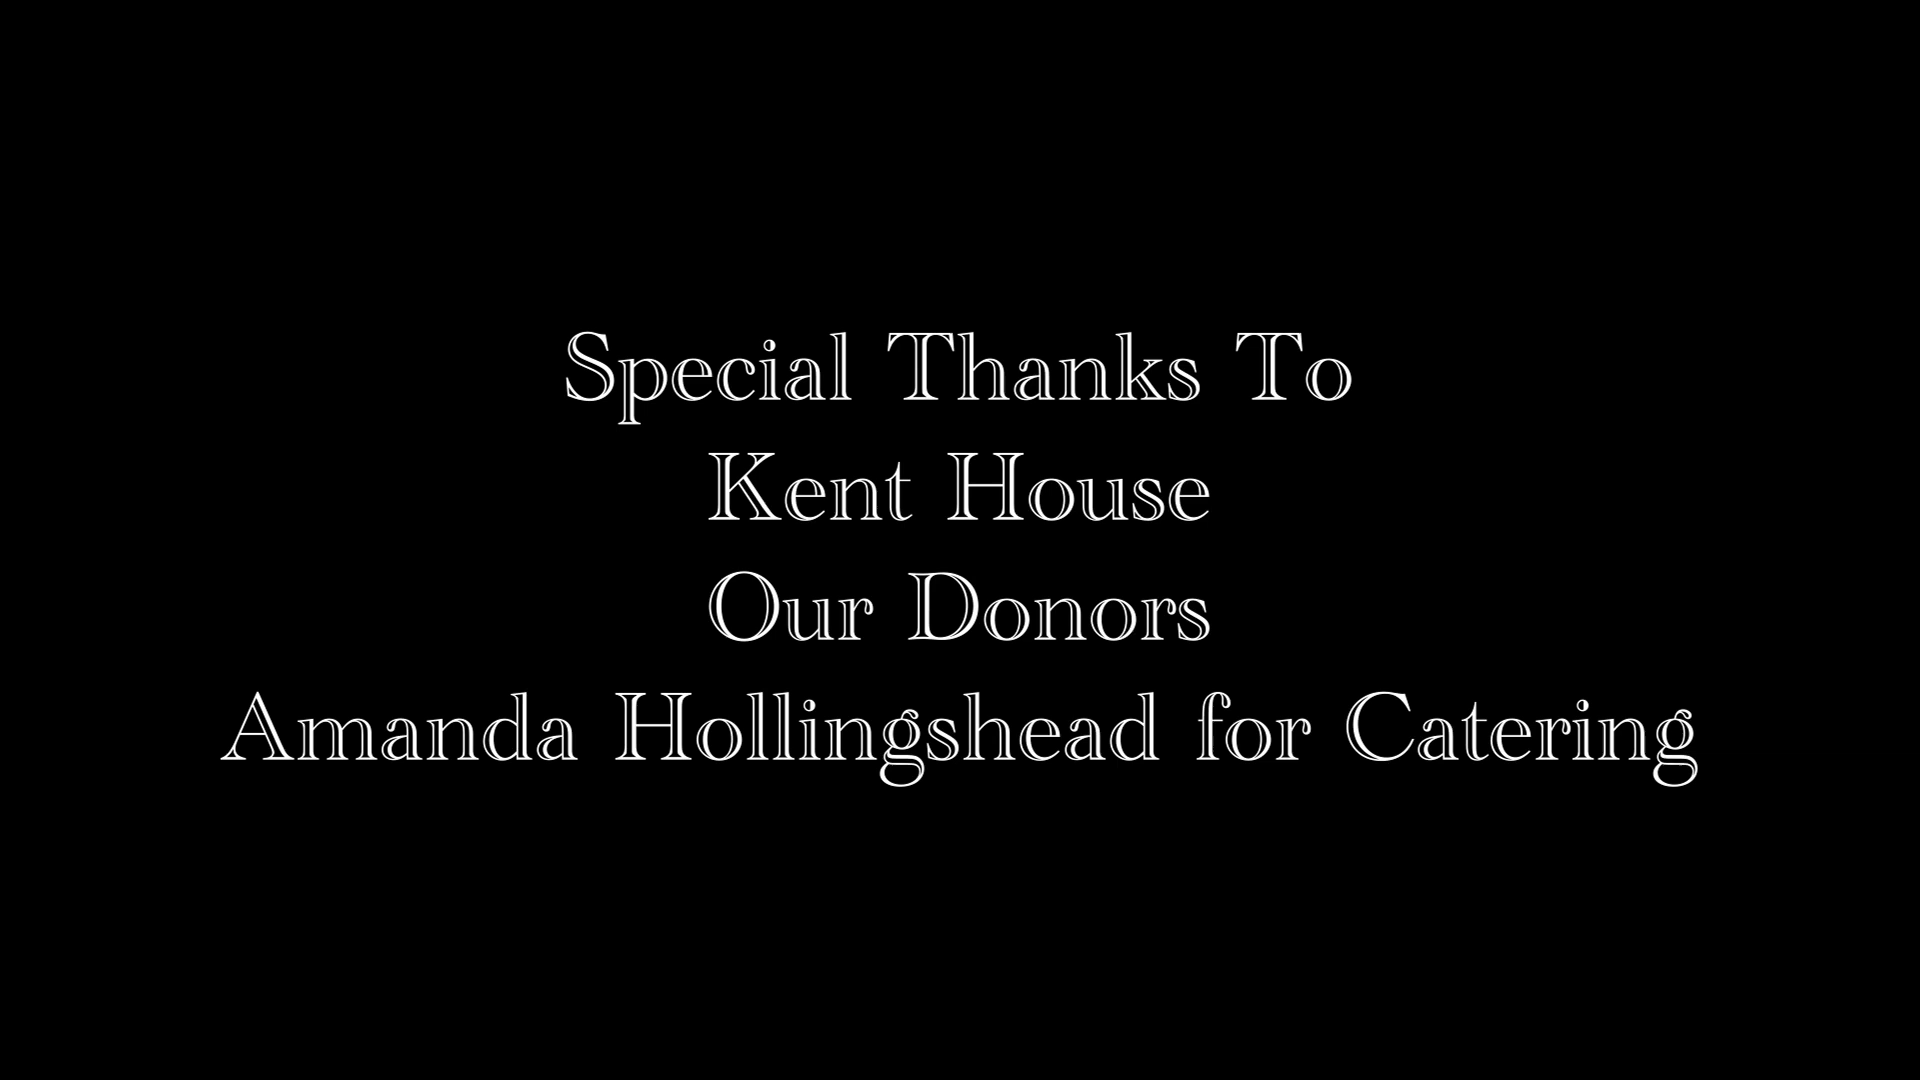 Special Thanks To
Kent House
Our Donors
Amanda Hollingshead for Catering